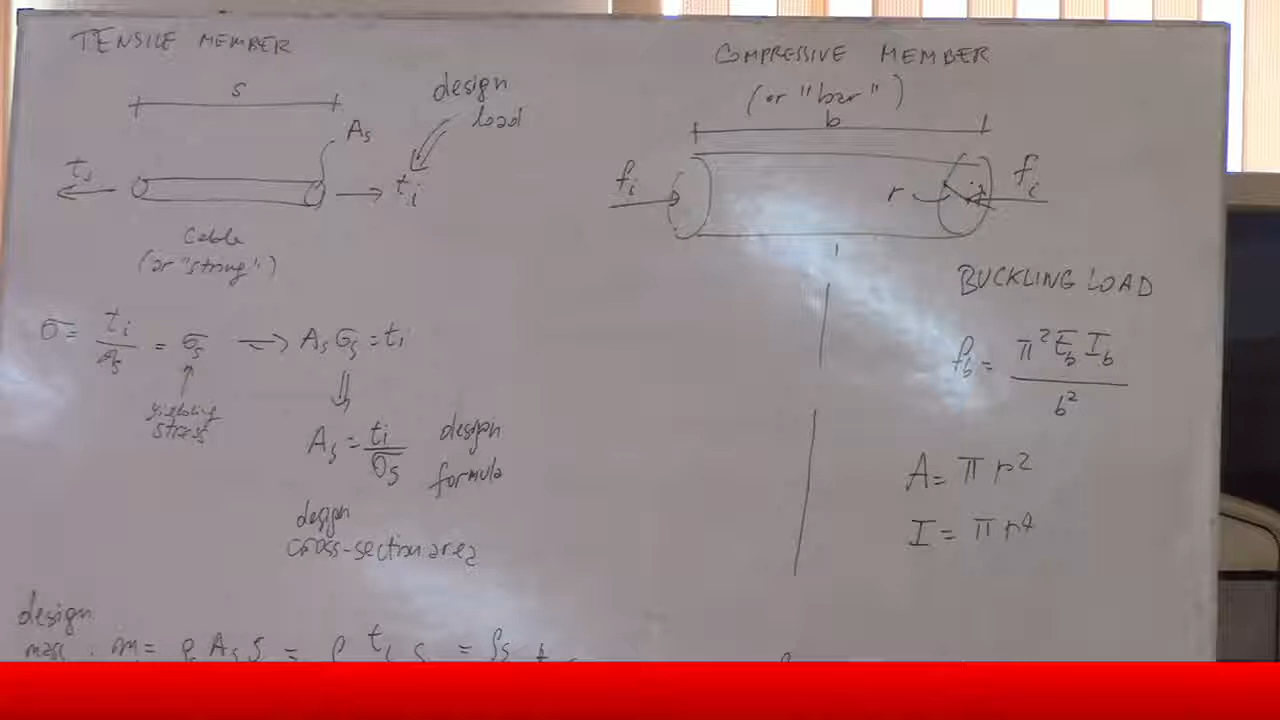 TENSILE MEMBER
s
design
load
As
ti
ti
Cable
(or "string")
σ = ti/As = σs ⇒ As σs = ti
⇓
yielding
stress
As = ti/σs design
formula
design
cross-section area
design
mass : m = ρ As s = ρ ti s = ρs t
COMPRESSIVE MEMBER
(or "bar")
b
fi
r
fi
BUCKLING LOAD
fb = π² Eb Ib / b²
A = π r²
I = π r⁴